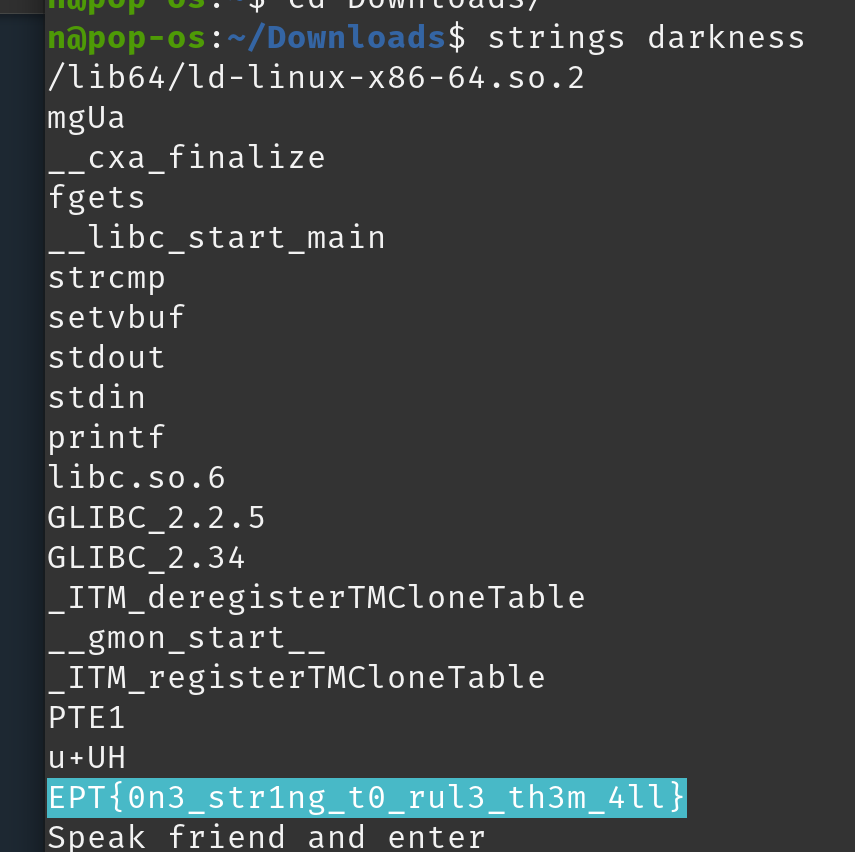 n@pop-os:~$ cd Downloads/
n@pop-os:~/Downloads$ strings darkness
/lib64/ld-linux-x86-64.so.2
mgUa
__cxa_finalize
fgets
__libc_start_main
strcmp
setvbuf
stdout
stdin
printf
libc.so.6
GLIBC_2.2.5
GLIBC_2.34
_ITM_deregisterTMCloneTable
__gmon_start__
_ITM_registerTMCloneTable
PTE1
u+UH
EPT{0n3_str1ng_t0_rul3_th3m_4ll}
Speak friend and enter